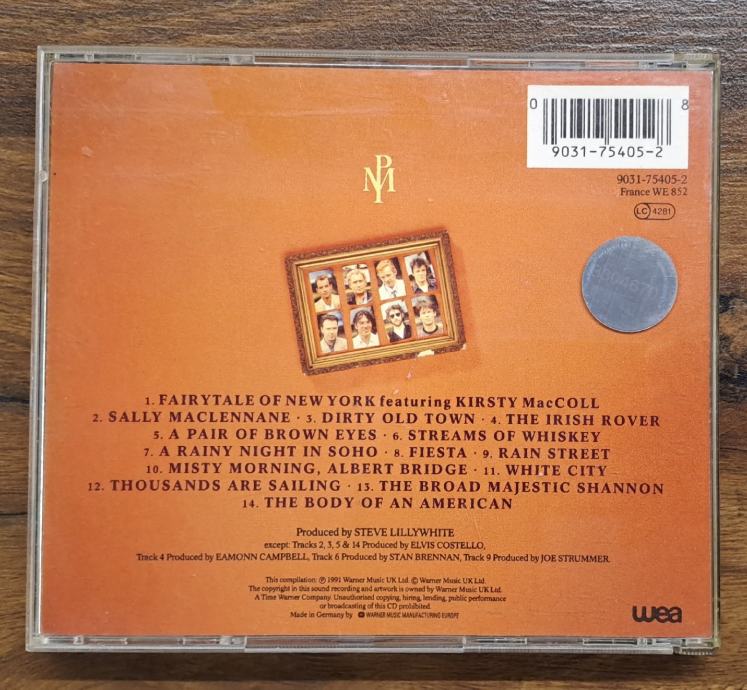 0 8
9031-75405-2
9031-75405-2
France WE 852
LC 4281
PM
1. FAIRYTALE OF NEW YORK featuring KIRSTY MacCOLL
2. SALLY MACLENNANE · 3. DIRTY OLD TOWN · 4. THE IRISH ROVER
5. A PAIR OF BROWN EYES · 6. STREAMS OF WHISKEY
7. A RAINY NIGHT IN SOHO · 8. FIESTA · 9. RAIN STREET
10. MISTY MORNING, ALBERT BRIDGE · 11. WHITE CITY
12. THOUSANDS ARE SAILING · 13. THE BROAD MAJESTIC SHANNON
14. THE BODY OF AN AMERICAN
Produced by STEVE LILLYWHITE
except: Tracks 2, 3, 5 & 14 Produced by ELVIS COSTELLO,
Track 4 Produced by EAMONN CAMPBELL, Track 6 Produced by STAN BRENNAN, Track 9 Produced by JOE STRUMMER.
This compilation: ℗ 1991 Warner Music UK Ltd. © Warner Music UK Ltd.
The copyright in this sound recording and artwork is owned by Warner Music UK Ltd.
A Time Warner Company. Unauthorised copying, hiring, lending, public performance
or broadcasting of this CD prohibited.
Made in Germany by WARNER MUSIC MANUFACTURING EUROPE
wea